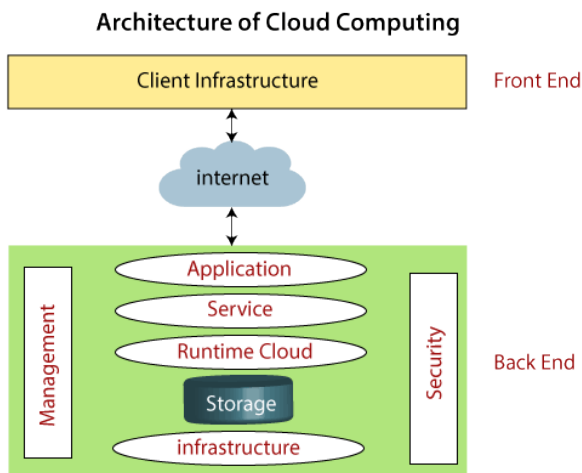 Architecture of Cloud Computing
Client Infrastructure
Front End
internet
Application
Service
Runtime Cloud
Storage
infrastructure
Management
Security
Back End